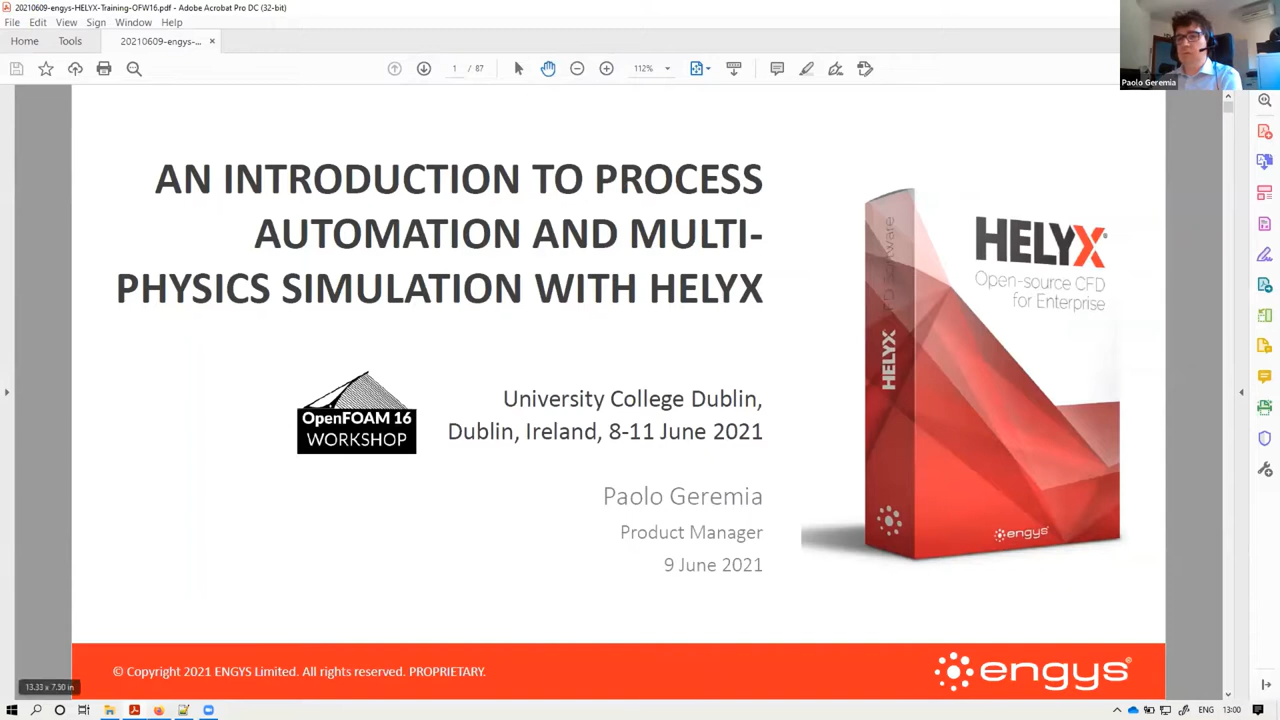 20210609-engys-HELYX-Training-OFW16.pdf - Adobe Acrobat Pro DC (32-bit)
File Edit View Sign Window Help
Home Tools 20210609-engys-... ×
1 / 87 112%
Paolo Geremia
AN INTRODUCTION TO PROCESS
AUTOMATION AND MULTI-
PHYSICS SIMULATION WITH HELYX
HELYX®
Open-source CFD
for Enterprise
HELYX
OpenFOAM 16
WORKSHOP
University College Dublin,
Dublin, Ireland, 8-11 June 2021
Paolo Geremia
Product Manager
9 June 2021
engys®
© Copyright 2021 ENGYS Limited. All rights reserved. PROPRIETARY.
engys®
13.33 x 7.50 in
ENG 13:00